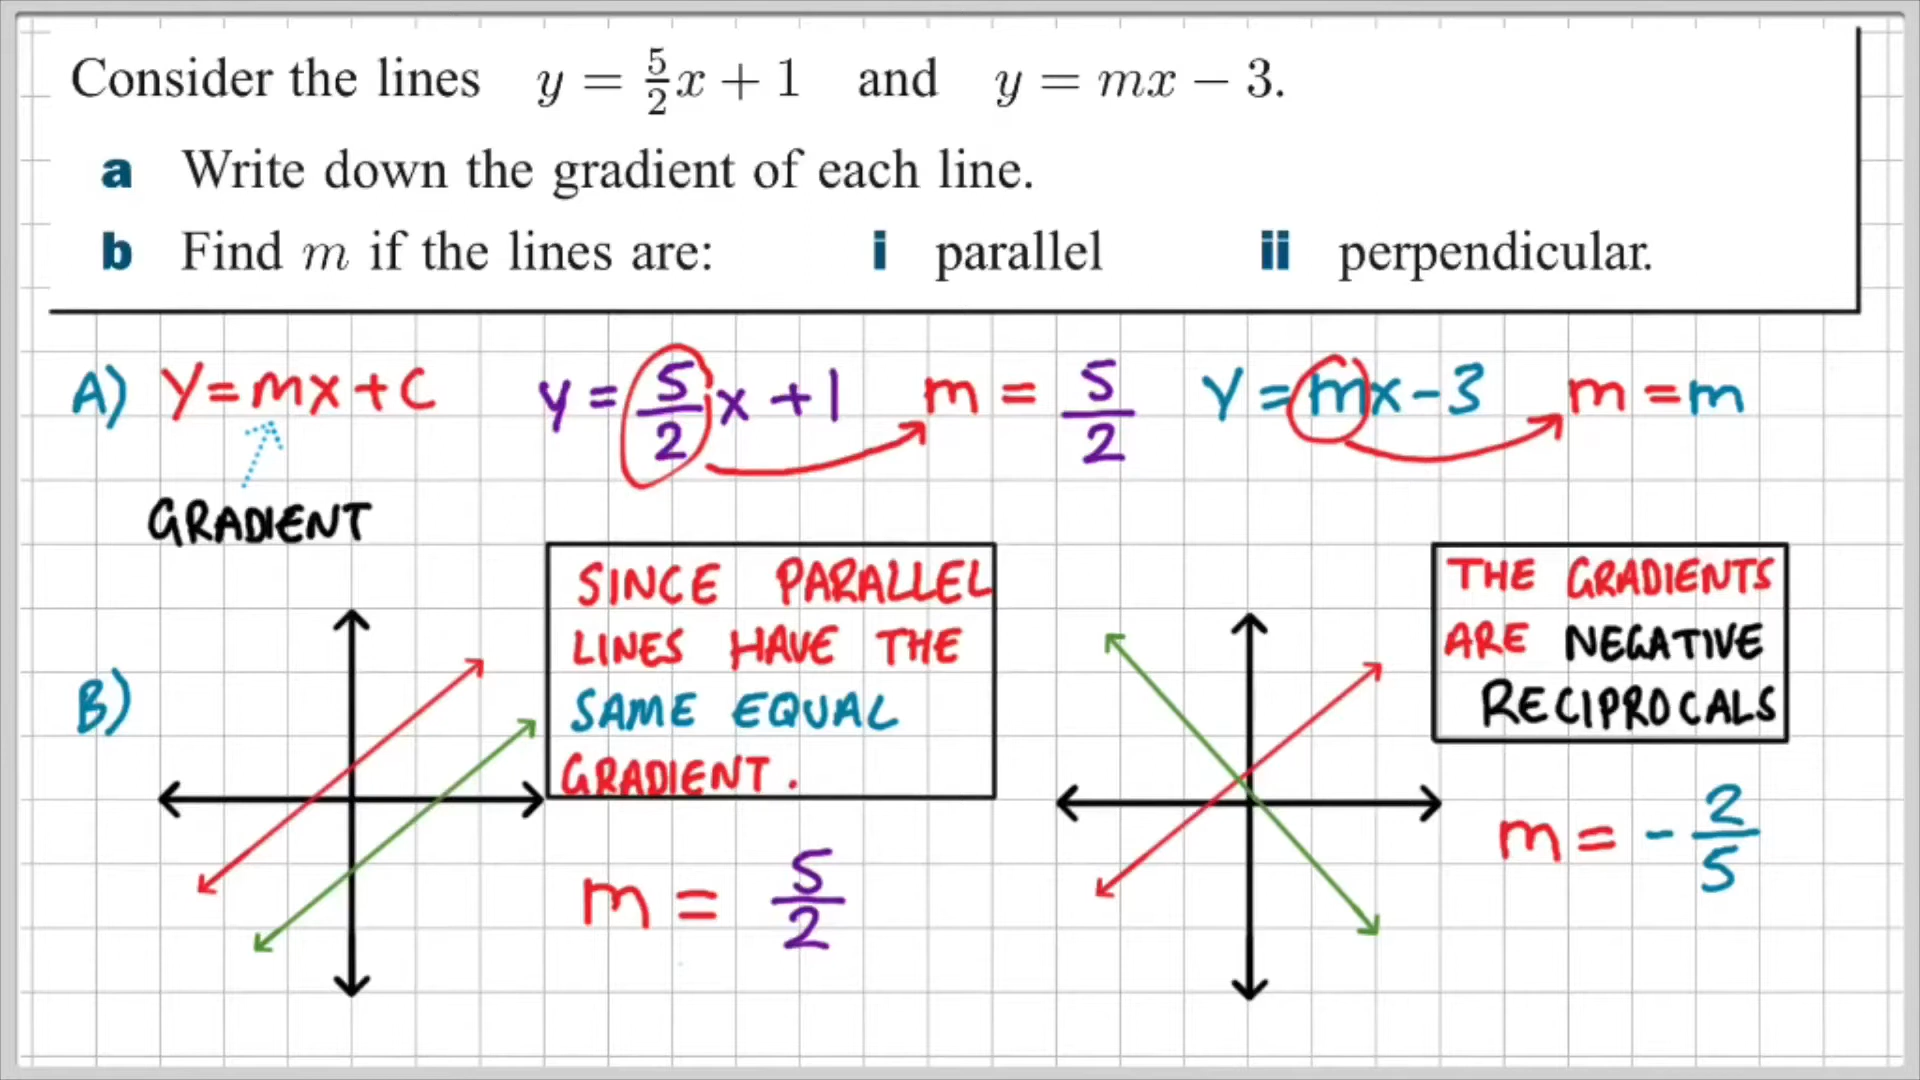 Consider the lines y = 5/2 x + 1 and y = mx − 3.
a Write down the gradient of each line.
b Find m if the lines are: i parallel ii perpendicular.
A) Y=mx+C y = 5/2 x +1 m = 5/2 Y=mx-3 m=m
GRADIENT
B)
SINCE PARALLEL
LINES HAVE THE
SAME EQUAL
GRADIENT.
m = 5/2
THE GRADIENTS
ARE NEGATIVE
RECIPROCALS
m = - 2/5